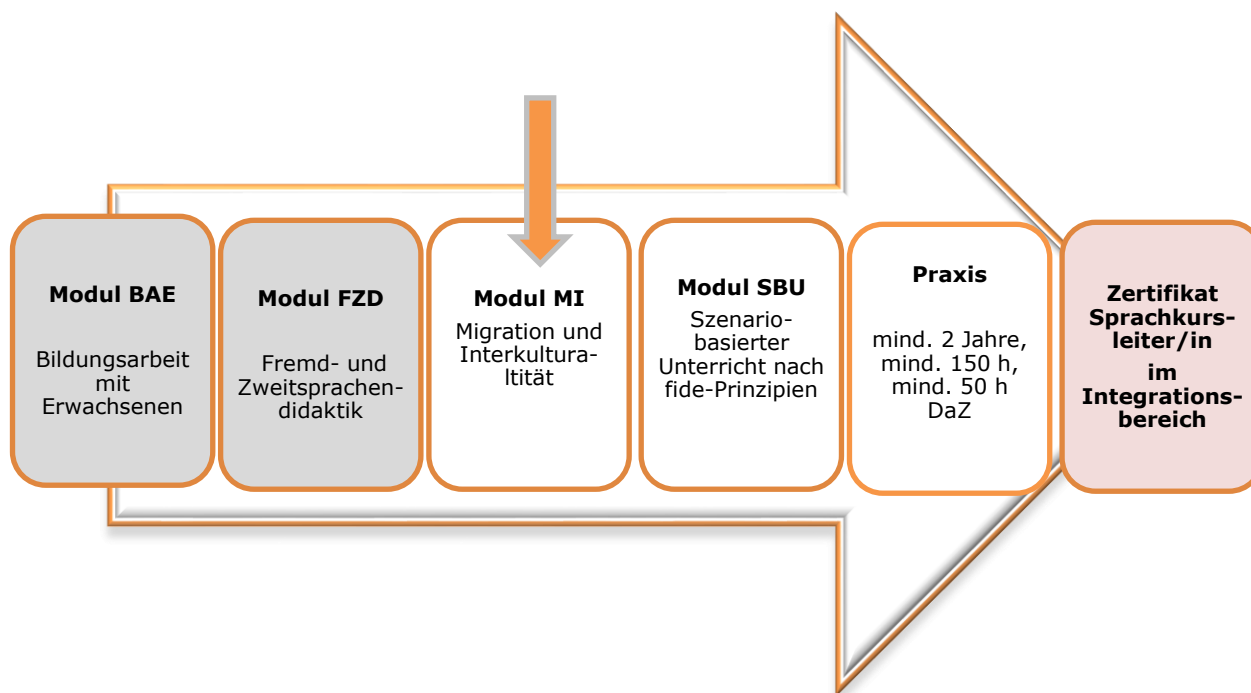 Modul BAE
Bildungsarbeit
mit
Erwachsenen
Modul FZD
Fremd- und
Zweitsprachen-
didaktik
Modul MI
Migration und
Interkultura-
ltität
Modul SBU
Szenario-
basierter
Unterricht nach
fide-Prinzipien
Praxis
mind. 2 Jahre,
mind. 150 h,
mind. 50 h
DaZ
Zertifikat
Sprachkurs-
leiter/in
im
Integrations-
bereich